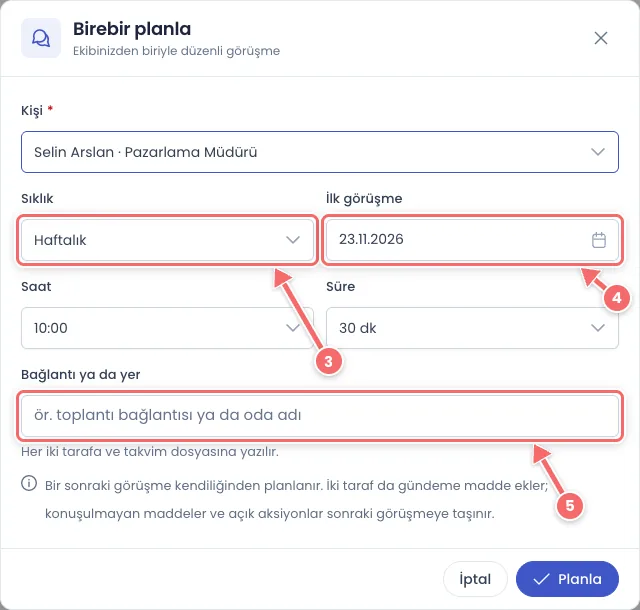 Birebir planla
Ekibinizden biriyle düzenli görüşme
Kişi *
Selin Arslan · Pazarlama Müdürü
Sıklık
İlk görüşme
Haftalık
23.11.2026
4
Saat
Süre
10:00
30 dk
3
Bağlantı ya da yer
ör. toplantı bağlantısı ya da oda adı
Her iki tarafa ve takvim dosyasına yazılır.
Bir sonraki görüşme kendiliğinden planlanır. İki taraf da gündeme madde ekler;
konuşulmayan maddeler ve açık aksiyonlar sonraki görüşmeye taşınır.
5
İptal
Planla